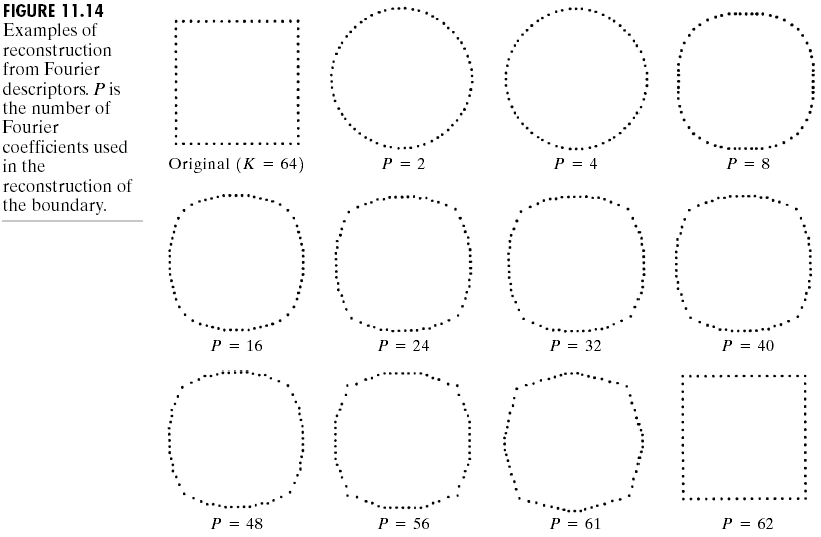 FIGURE 11.14
Examples of
reconstruction
from Fourier
descriptors. P is
the number of
Fourier
coefficients used
in the
reconstruction of
the boundary.
Original (K = 64)
P = 2
P = 4
P = 8
P = 16
P = 24
P = 32
P = 40
P = 48
P = 56
P = 61
P = 62